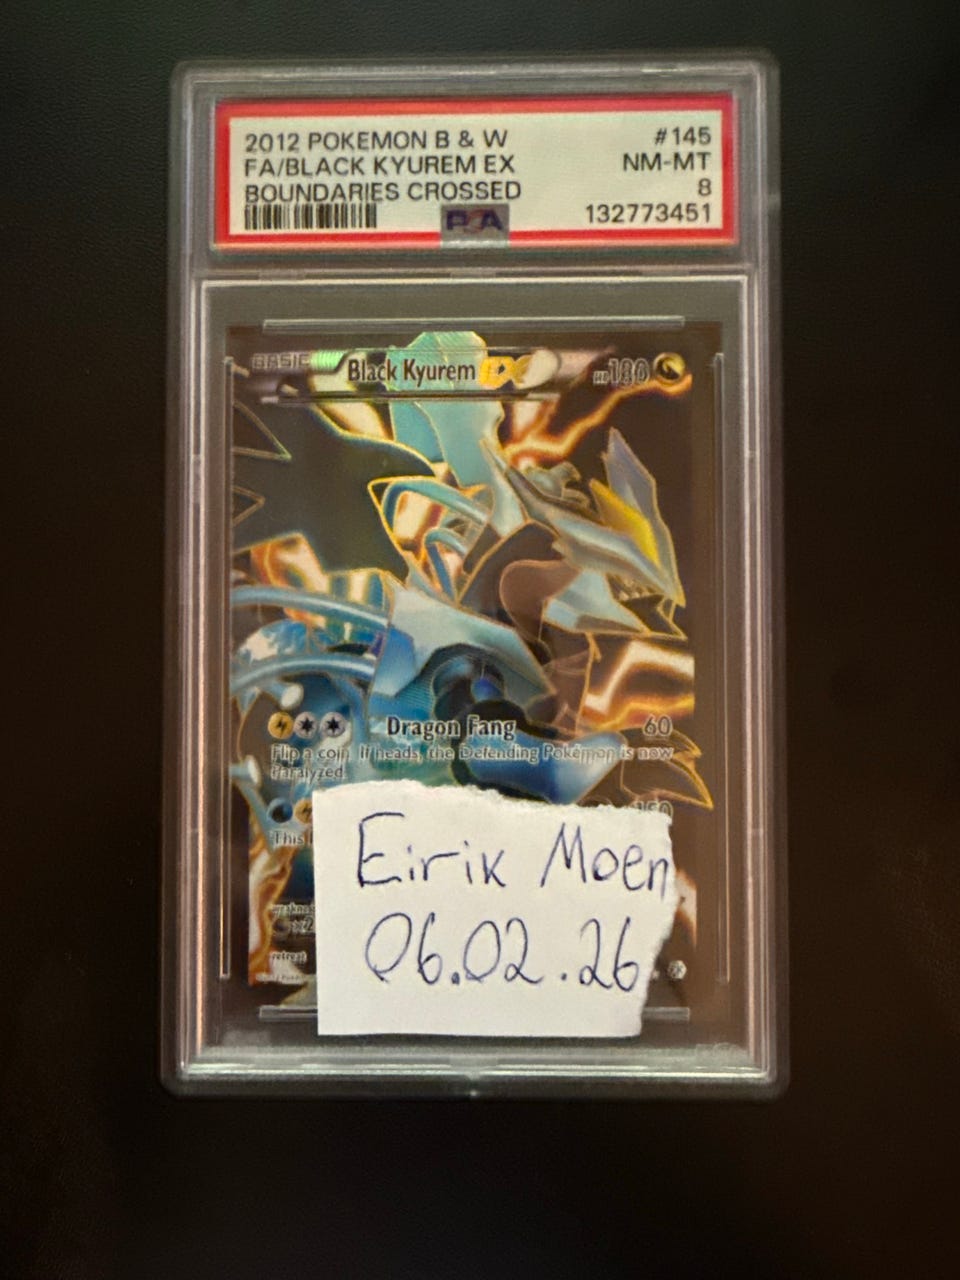 2012 POKEMON B & W #145
FA/BLACK KYUREM EX NM-MT
BOUNDARIES CROSSED 8
PSA 132773451
BASIC Black Kyurem EX HP180
Dragon Fang 60
Flip a coin. If heads, the Defending Pokémon is now
Paralyzed.
150
This
Eirik Moen
06.02.26
weakness
×2
retreat